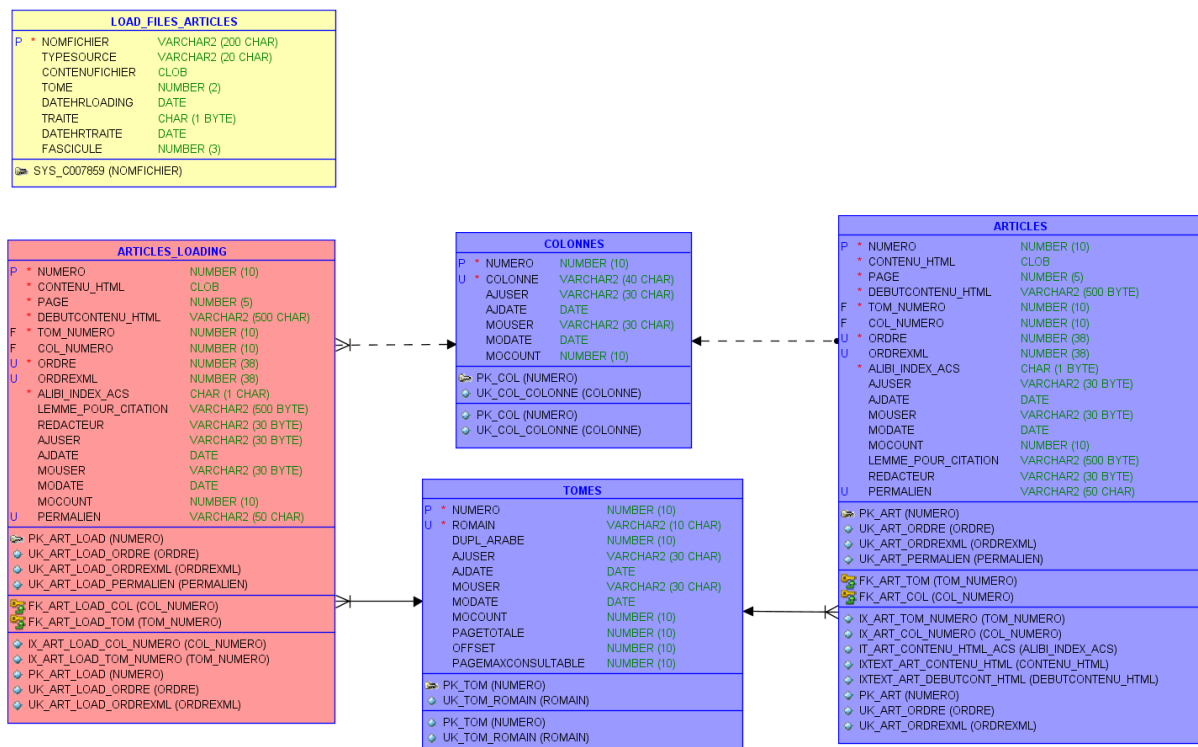 LOAD_FILES_ARTICLES
P * NOMFICHIER VARCHAR2 (200 CHAR)
TYPESOURCE VARCHAR2 (20 CHAR)
CONTENUFICHIER CLOB
TOME NUMBER (2)
DATEHRLOADING DATE
TRAITE CHAR (1 BYTE)
DATEHRTRAITE DATE
FASCICULE NUMBER (3)
SYS_C007859 (NOMFICHIER)
ARTICLES_LOADING
P * NUMERO NUMBER (10)
* CONTENU_HTML CLOB
* PAGE NUMBER (5)
* DEBUTCONTENU_HTML VARCHAR2 (500 CHAR)
F * TOM_NUMERO NUMBER (10)
F COL_NUMERO NUMBER (10)
U * ORDRE NUMBER (38)
U ORDREXML NUMBER (38)
* ALIBI_INDEX_ACS CHAR (1 CHAR)
LEMME_POUR_CITATION VARCHAR2 (500 BYTE)
REDACTEUR VARCHAR2 (30 BYTE)
AJUSER VARCHAR2 (30 BYTE)
AJDATE DATE
MOUSER VARCHAR2 (30 BYTE)
MODATE DATE
MOCOUNT NUMBER (10)
U PERMALIEN VARCHAR2 (50 CHAR)
PK_ART_LOAD (NUMERO)
UK_ART_LOAD_ORDRE (ORDRE)
UK_ART_LOAD_ORDREXML (ORDREXML)
UK_ART_LOAD_PERMALIEN (PERMALIEN)
FK_ART_LOAD_COL (COL_NUMERO)
FK_ART_LOAD_TOM (TOM_NUMERO)
IX_ART_LOAD_COL_NUMERO (COL_NUMERO)
IX_ART_LOAD_TOM_NUMERO (TOM_NUMERO)
PK_ART_LOAD (NUMERO)
UK_ART_LOAD_ORDRE (ORDRE)
UK_ART_LOAD_ORDREXML (ORDREXML)
COLONNES
P * NUMERO NUMBER (10)
U * COLONNE VARCHAR2 (40 CHAR)
AJUSER VARCHAR2 (30 CHAR)
AJDATE DATE
MOUSER VARCHAR2 (30 CHAR)
MODATE DATE
MOCOUNT NUMBER (10)
PK_COL (NUMERO)
UK_COL_COLONNE (COLONNE)
PK_COL (NUMERO)
UK_COL_COLONNE (COLONNE)
TOMES
P * NUMERO NUMBER (10)
U * ROMAIN VARCHAR2 (10 CHAR)
DUPL_ARABE NUMBER (10)
AJUSER VARCHAR2 (30 CHAR)
AJDATE DATE
MOUSER VARCHAR2 (30 CHAR)
MODATE DATE
MOCOUNT NUMBER (10)
PAGETOTALE NUMBER (10)
OFFSET NUMBER (10)
PAGEMAXCONSULTABLE NUMBER (10)
PK_TOM (NUMERO)
UK_TOM_ROMAIN (ROMAIN)
PK_TOM (NUMERO)
UK_TOM_ROMAIN (ROMAIN)
ARTICLES
P * NUMERO NUMBER (10)
* CONTENU_HTML CLOB
* PAGE NUMBER (5)
* DEBUTCONTENU_HTML VARCHAR2 (500 BYTE)
F * TOM_NUMERO NUMBER (10)
F COL_NUMERO NUMBER (10)
U * ORDRE NUMBER (38)
U ORDREXML NUMBER (38)
* ALIBI_INDEX_ACS CHAR (1 BYTE)
AJUSER VARCHAR2 (30 BYTE)
AJDATE DATE
MOUSER VARCHAR2 (30 BYTE)
MODATE DATE
MOCOUNT NUMBER (10)
LEMME_POUR_CITATION VARCHAR2 (500 BYTE)
REDACTEUR VARCHAR2 (30 BYTE)
U PERMALIEN VARCHAR2 (50 CHAR)
PK_ART (NUMERO)
UK_ART_ORDRE (ORDRE)
UK_ART_ORDREXML (ORDREXML)
UK_ART_PERMALIEN (PERMALIEN)
FK_ART_TOM (TOM_NUMERO)
FK_ART_COL (COL_NUMERO)
IX_ART_TOM_NUMERO (TOM_NUMERO)
IX_ART_COL_NUMERO (COL_NUMERO)
IT_ART_CONTENU_HTML_ACS (ALIBI_INDEX_ACS)
IXTEXT_ART_CONTENU_HTML (CONTENU_HTML)
IXTEXT_ART_DEBUTCONT_HTML (DEBUTCONTENU_HTML)
PK_ART (NUMERO)
UK_ART_ORDRE (ORDRE)
UK_ART_ORDREXML (ORDREXML)